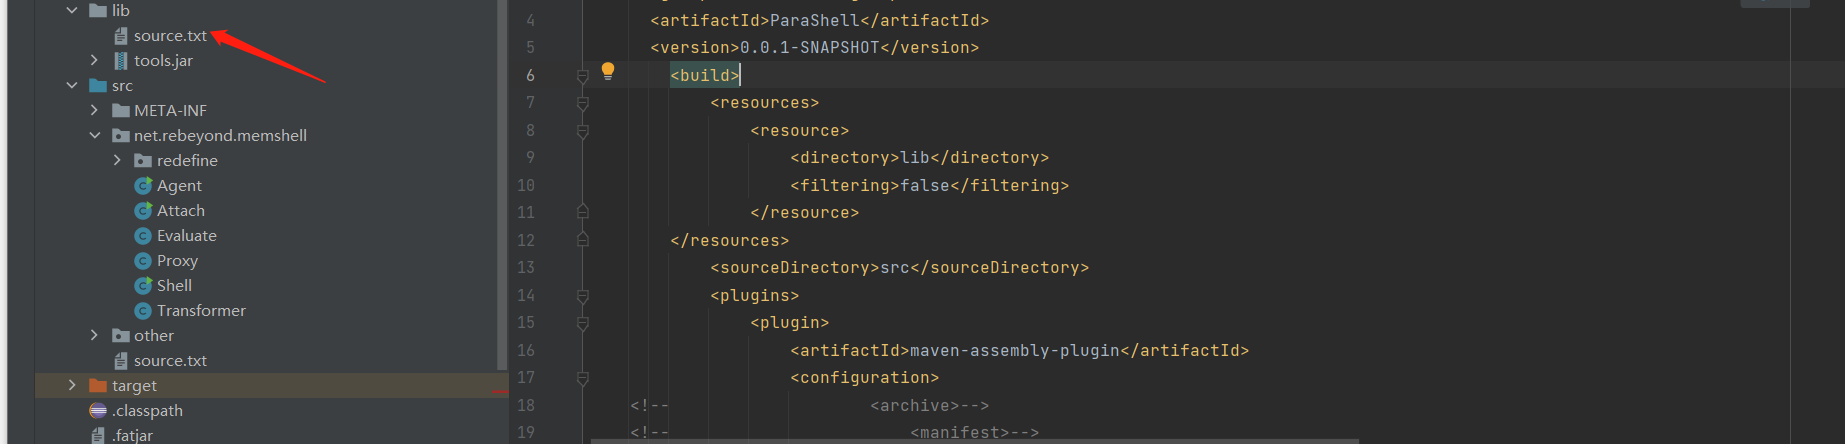 lib
source.txt
tools.jar
src
META-INF
net.rebeyond.memshell
redefine
Agent
Attach
Evaluate
Proxy
Shell
Transformer
other
source.txt
target
.classpath
.fatjar
4 <artifactId>ParaShell</artifactId>
5 <version>0.0.1-SNAPSHOT</version>
6 <build>
7 <resources>
8 <resource>
9 <directory>lib</directory>
10 <filtering>false</filtering>
11 </resource>
12 </resources>
13 <sourceDirectory>src</sourceDirectory>
14 <plugins>
15 <plugin>
16 <artifactId>maven-assembly-plugin</artifactId>
17 <configuration>
18 <!-- <archive>-->
19 <!-- <manifest>-->